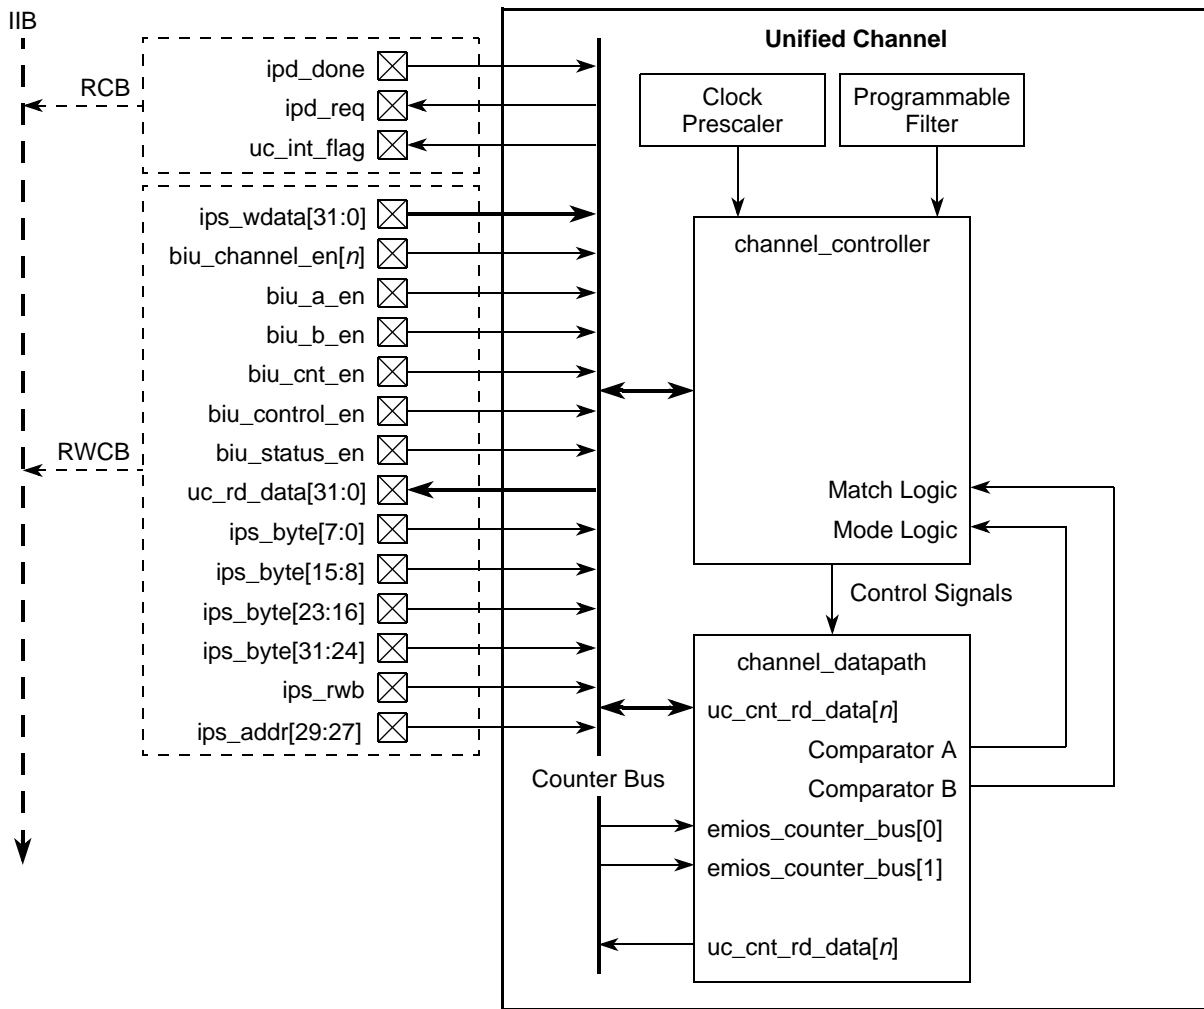 IIB
RCB
ipd_done
ipd_req
uc_int_flag
RWCB
ips_wdata[31:0]
biu_channel_en[n]
biu_a_en
biu_b_en
biu_cnt_en
biu_control_en
biu_status_en
uc_rd_data[31:0]
ips_byte[7:0]
ips_byte[15:8]
ips_byte[23:16]
ips_byte[31:24]
ips_rwb
ips_addr[29:27]
Counter Bus
Unified Channel
Clock
Prescaler
Programmable
Filter
channel_controller
Match Logic
Mode Logic
Control Signals
channel_datapath
uc_cnt_rd_data[n]
Comparator A
Comparator B
emios_counter_bus[0]
emios_counter_bus[1]
uc_cnt_rd_data[n]